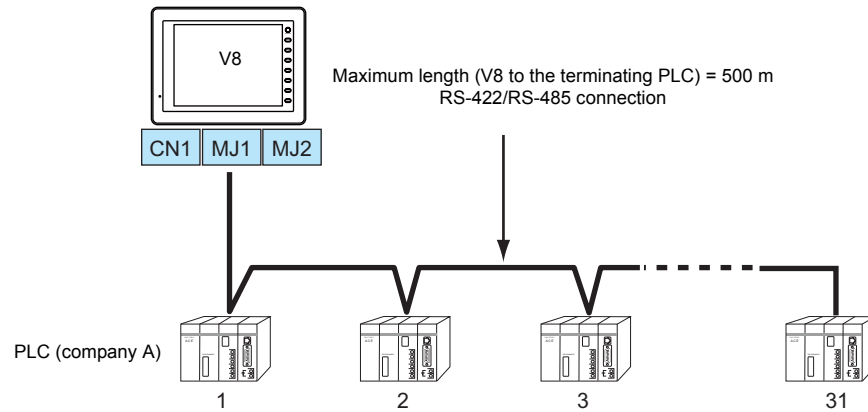 V8
Maximum length (V8 to the terminating PLC) = 500 m
RS-422/RS-485 connection
CN1 MJ1 MJ2
PLC (company A)
1 2 3 31